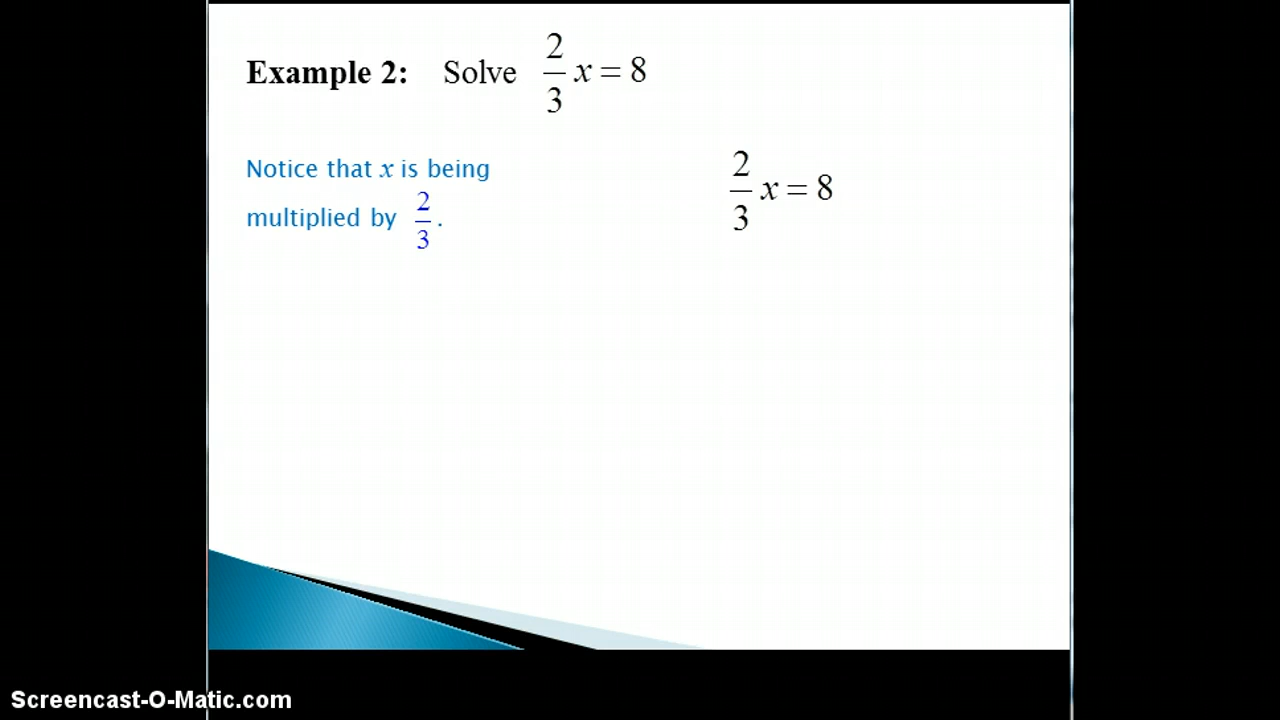 Example 2: Solve 2/3 x = 8
Notice that x is being
multiplied by 2/3 .
2/3 x = 8
Screencast-O-Matic.com